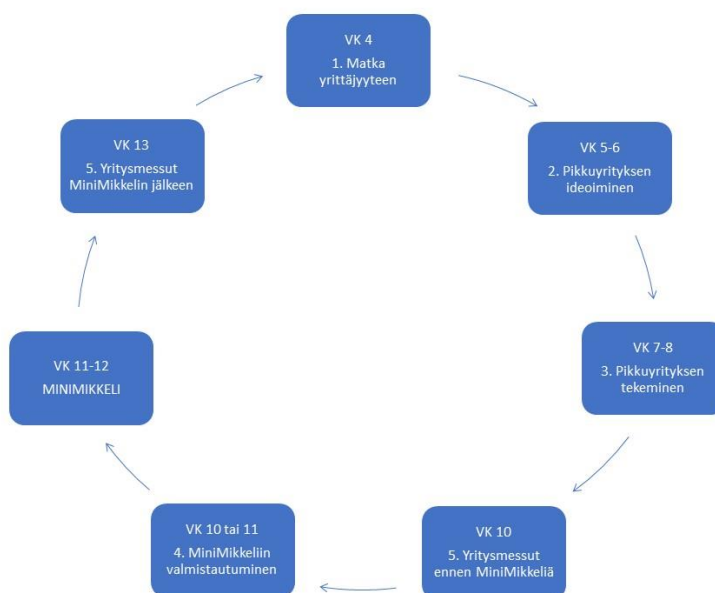 VK 4
1. Matka
yrittäjyyteen
VK 5-6
2. Pikkuyrityksen
ideoiminen
VK 7-8
3. Pikkuyrityksen
tekeminen
VK 10
5. Yritysmessut
ennen MiniMikkeliä
VK 10 tai 11
4. MiniMikkeliin
valmistautuminen
VK 11-12
MINIMIKKELI
VK 13
5. Yritysmessut
MiniMikkelin jälkeen